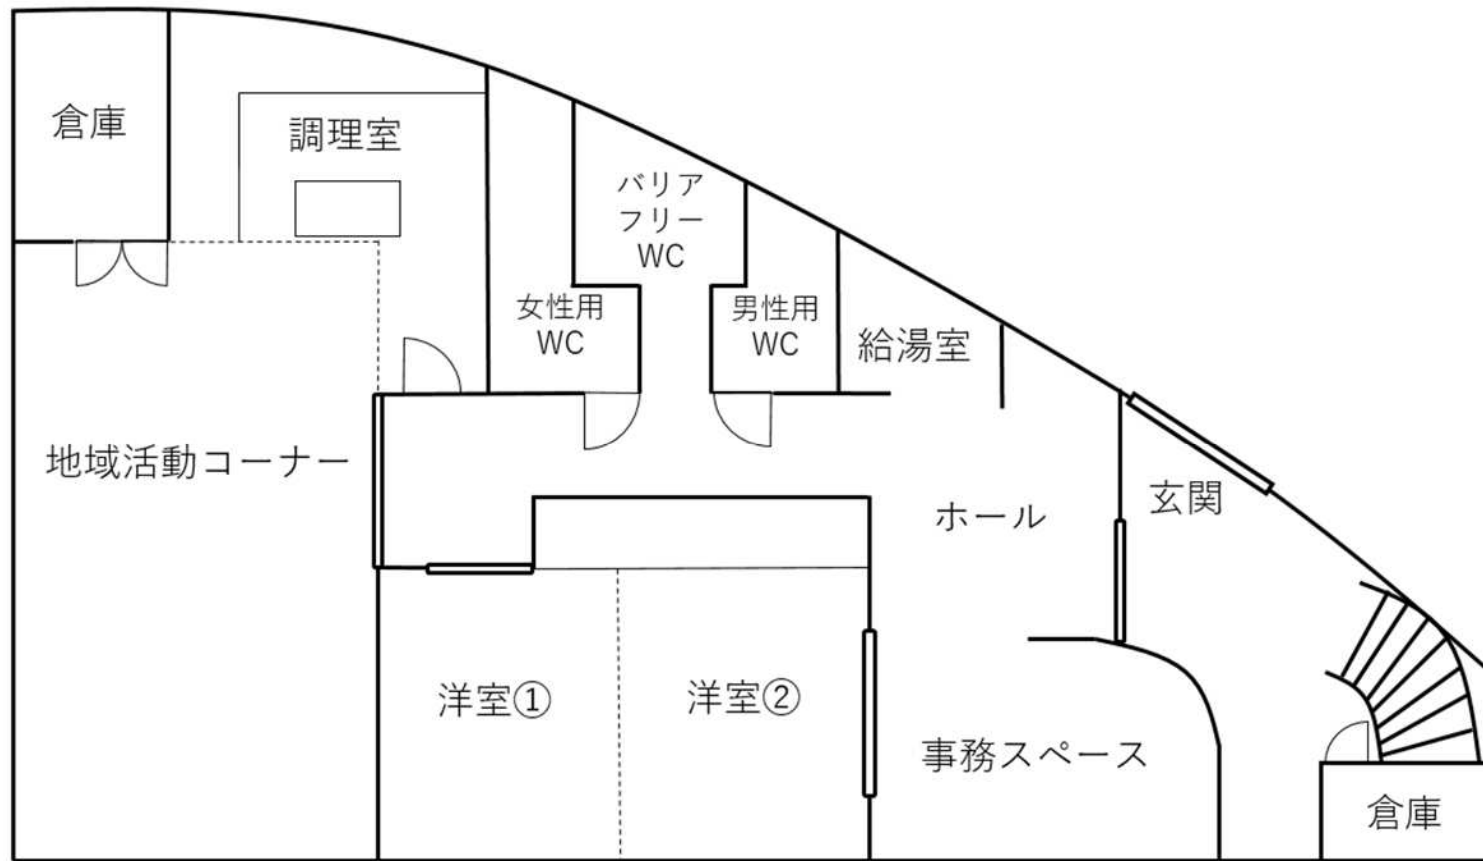 倉庫
調理室
バリア
フリー
WC
女性用
WC
男性用
WC
給湯室
地域活動コーナー
ホール
玄関
洋室①
洋室②
事務スペース
倉庫